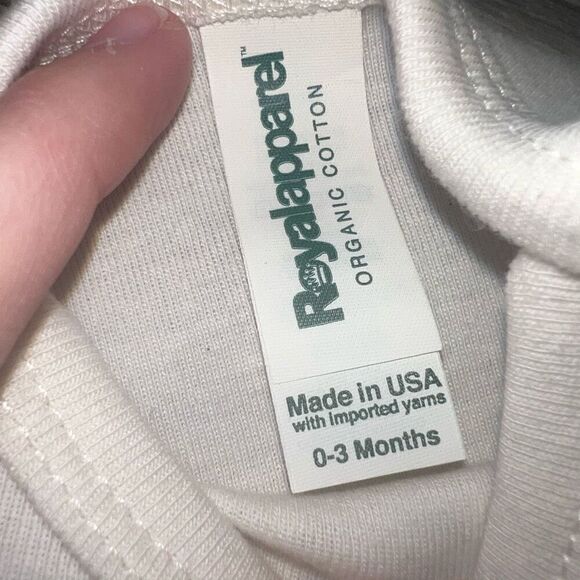 Royalapparel™
ORGANIC COTTON
Made in USA
with imported yarns
0-3 Months